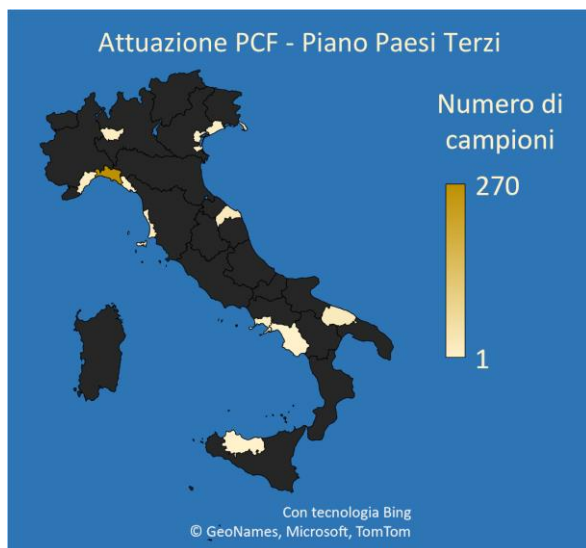 Attuazione PCF - Piano Paesi Terzi
Numero di
campioni
270
1
Con tecnologia Bing
© GeoNames, Microsoft, TomTom